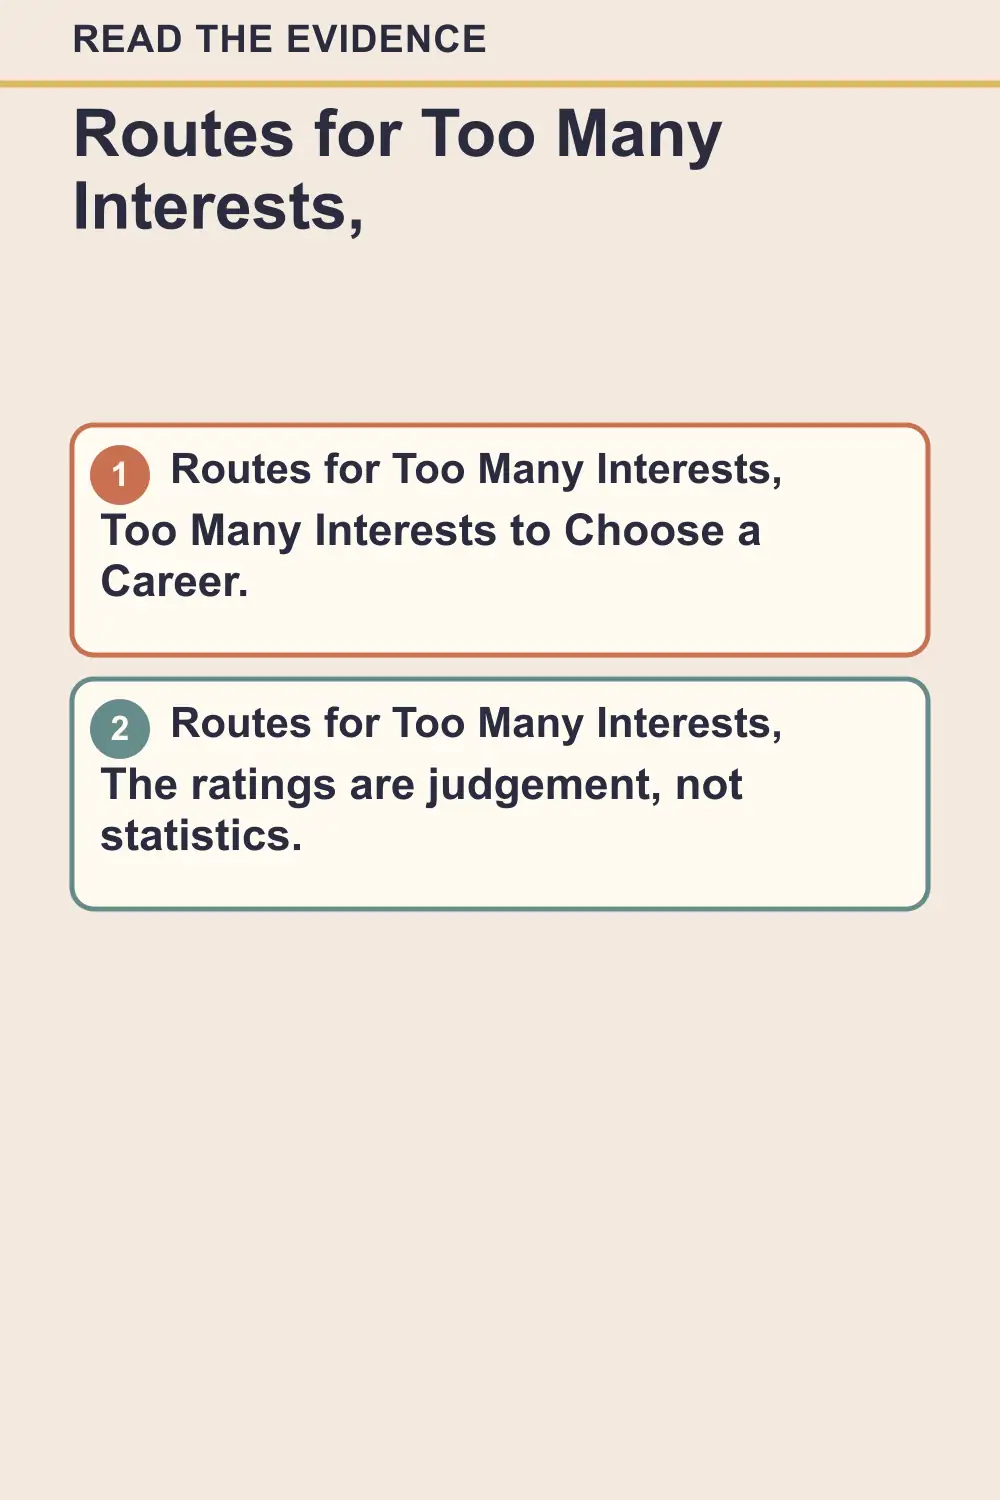 READ THE EVIDENCE
Routes for Too Many
Interests,
1 Routes for Too Many Interests,
Too Many Interests to Choose a
Career.
2 Routes for Too Many Interests,
The ratings are judgement, not
statistics.